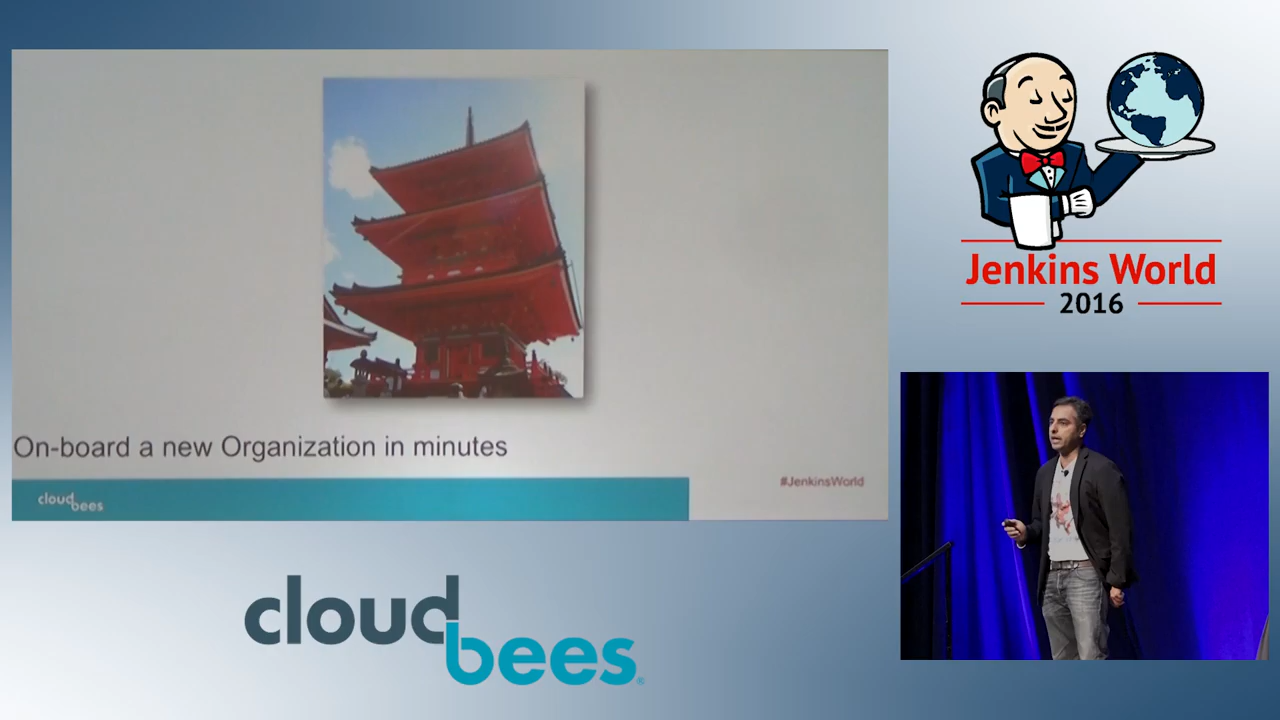 On-board a new Organization in minutes
cloudbees
#JenkinsWorld
Jenkins World
2016
cloudbees